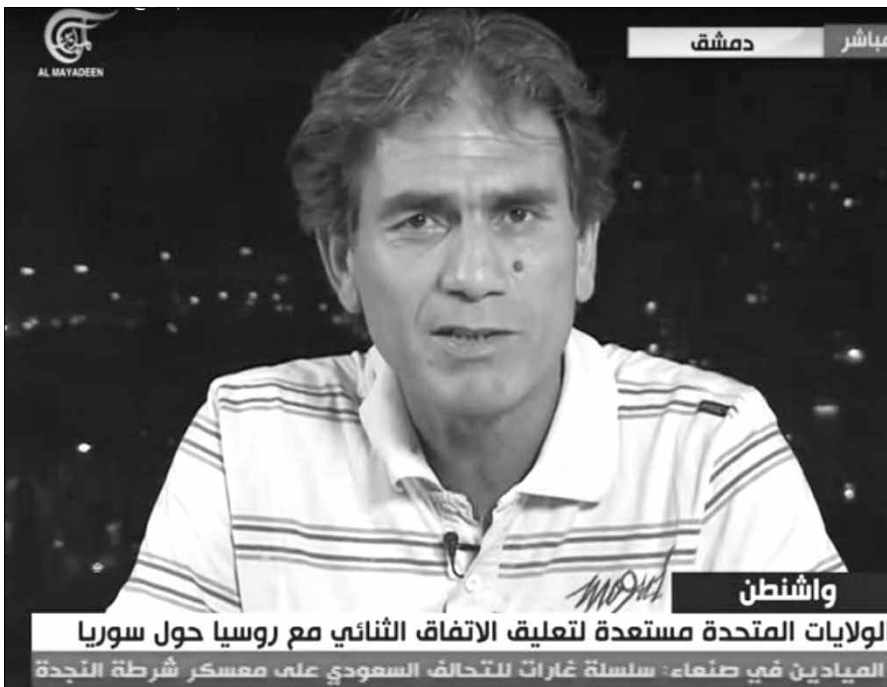 AL MAYADEEN
مباشر
دمشق
mogul
واشنطن
الولايات المتحدة مستعدة لتعليق الاتفاق الثنائي مع روسيا حول سوريا
الميادين في صنعاء: سلسلة غارات للتحالف السعودي على معسكر شرطة النجدة